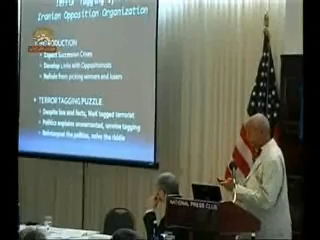 Terror Tagging of
Iranian Opposition Organization
INTRODUCTION
Expect Succession Crises
Develop Links with Oppositionists
Refrain from picking winners and losers
TERROR TAGGING PUZZLE
Despite law and facts, MeK tagged terrorist
Politics explains unwarranted, unwise tagging
Reinterpret the politics, solve the riddle
NATIONAL PRESS CLUB